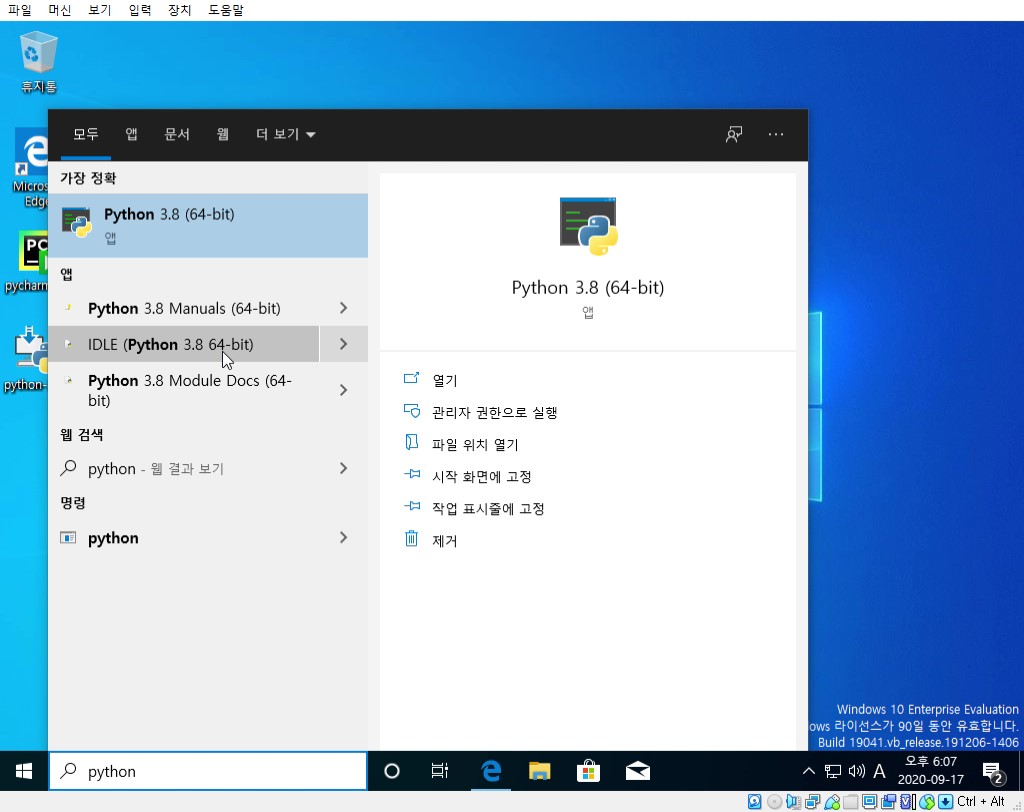 파일 머신 보기 입력 장치 도움말
휴지통
모두 앱 문서 웹 더 보기
가장 정확
Python 3.8 (64-bit)
앱
앱
Python 3.8 Manuals (64-bit)
IDLE (Python 3.8 64-bit)
Python 3.8 Module Docs (64-
bit)
웹 검색
python - 웹 결과 보기
명령
python
Python 3.8 (64-bit)
앱
열기
관리자 권한으로 실행
파일 위치 열기
시작 화면에 고정
작업 표시줄에 고정
제거
Micros
Edge
PC
pycharm
python-
Windows 10 Enterprise Evaluation
ows 라이선스가 90일 동안 유효합니다.
Build 19041.vb_release.191206-1406
python
A
오후 6:07
2020-09-17
2
Ctrl + Alt